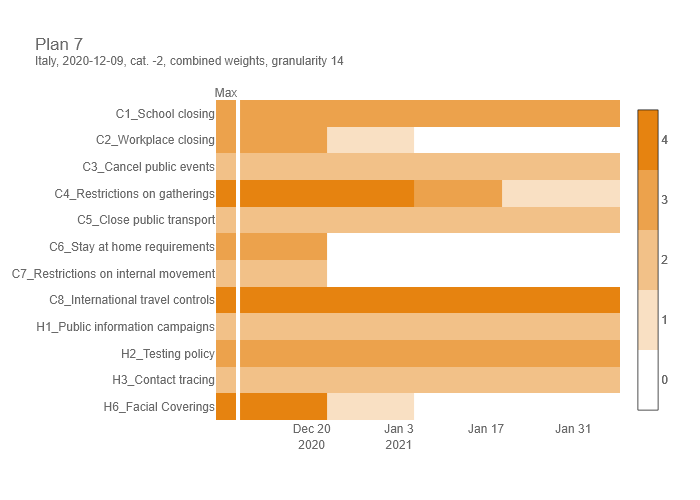 Plan 7
Italy, 2020-12-09, cat. -2, combined weights, granularity 14
Max
C1_School closing
C2_Workplace closing
C3_Cancel public events
C4_Restrictions on gatherings
C5_Close public transport
C6_Stay at home requirements
C7_Restrictions on internal movement
C8_International travel controls
H1_Public information campaigns
H2_Testing policy
H3_Contact tracing
H6_Facial Coverings
Dec 20 Jan 3 Jan 17 Jan 31
2020 2021
4
3
2
1
0